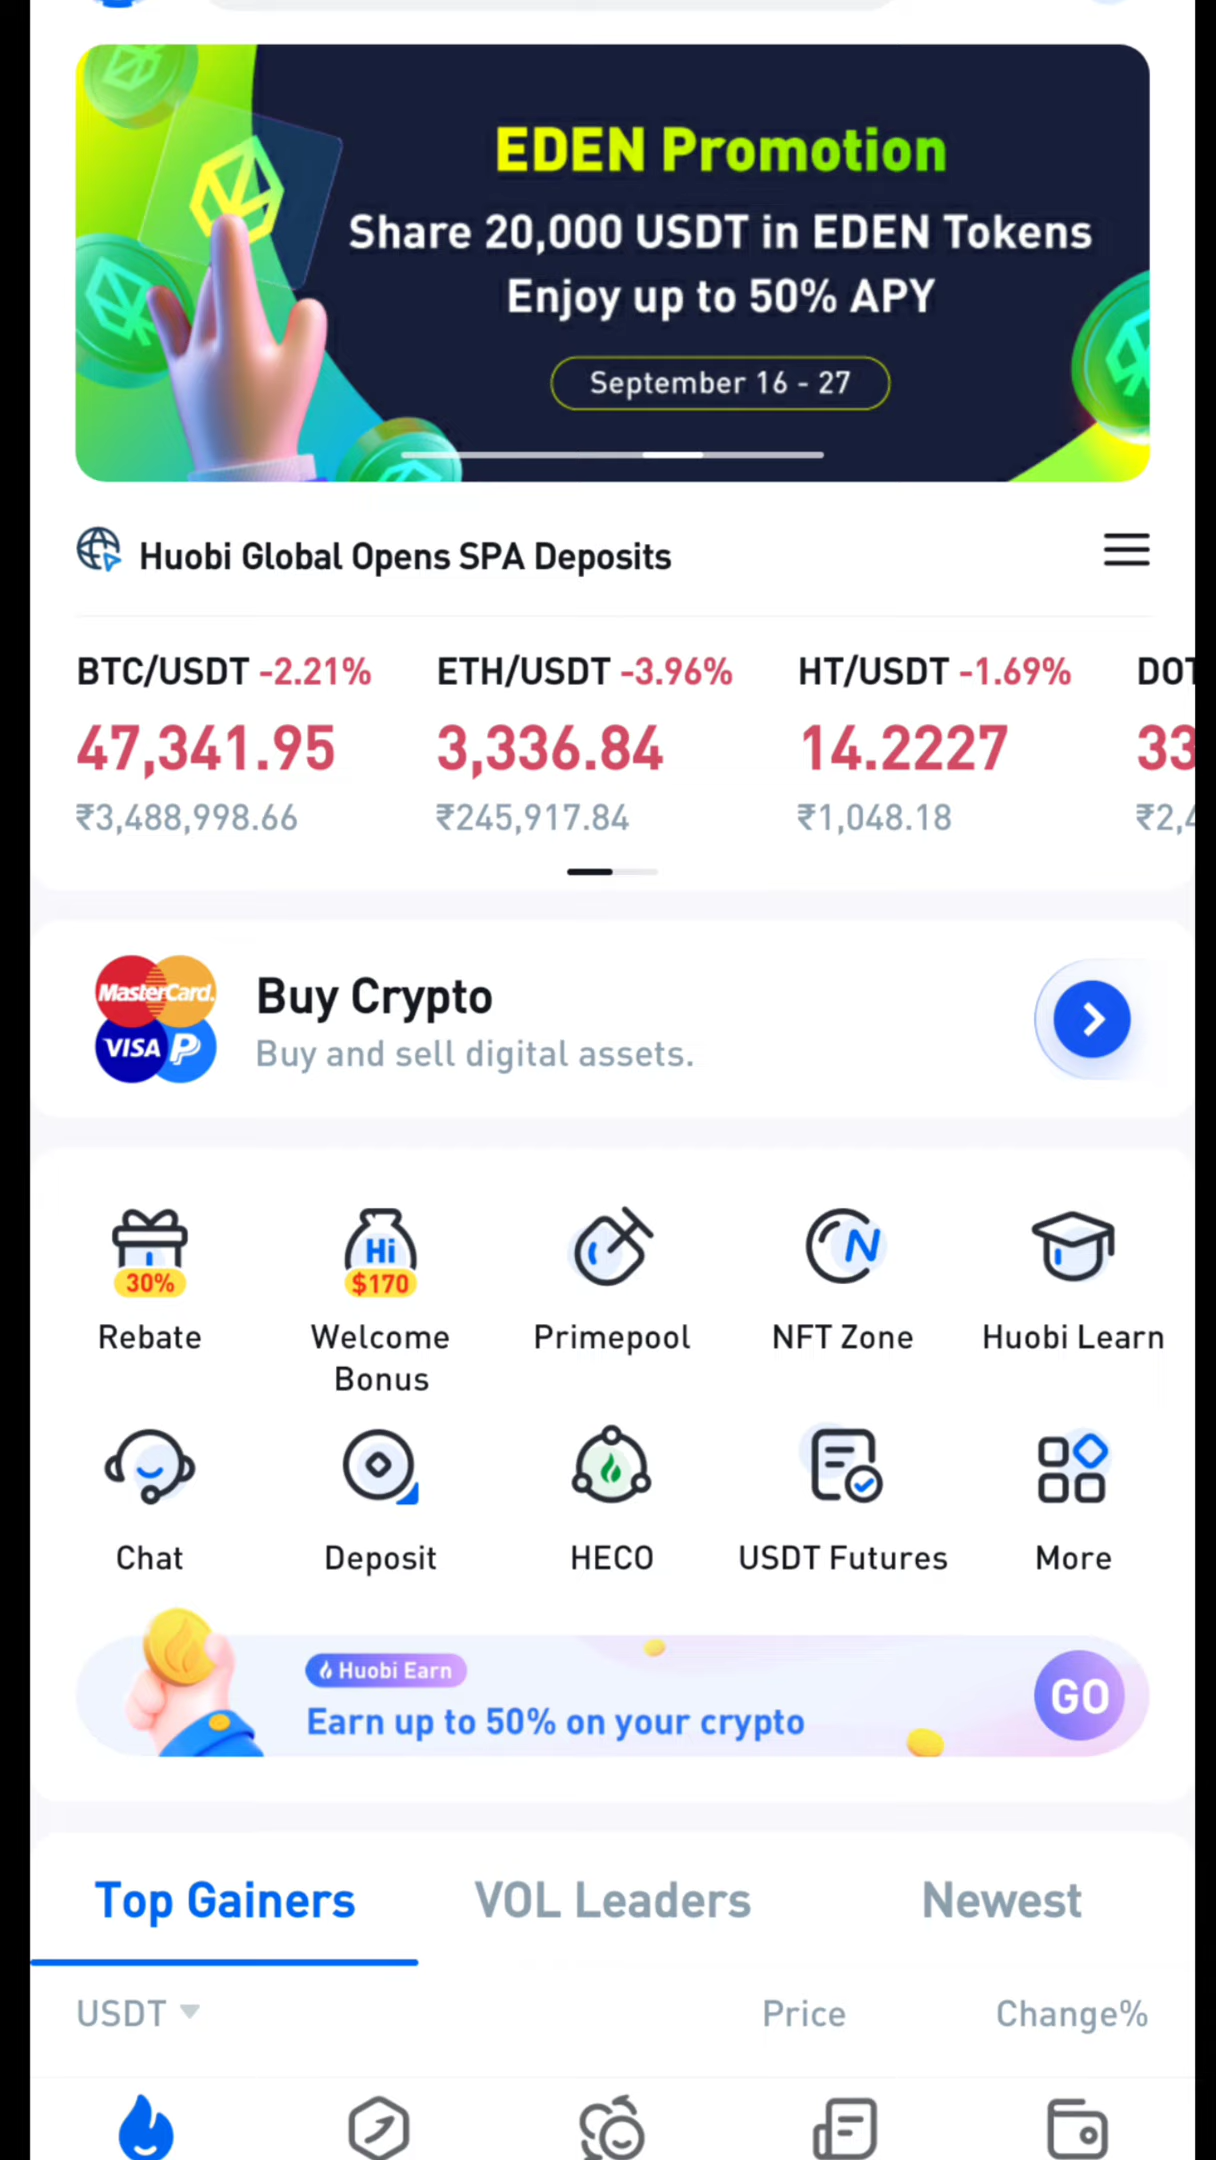 EDEN Promotion
Share 20,000 USDT in EDEN Tokens
Enjoy up to 50% APY
September 16 - 27
Huobi Global Opens SPA Deposits
BTC/USDT -2.21% ETH/USDT -3.96% HT/USDT -1.69% DOT
47,341.95 3,336.84 14.2227 33
₹3,488,998.66 ₹245,917.84 ₹1,048.18 ₹2,4
MasterCard.
VISA P
Buy Crypto
Buy and sell digital assets.
30% Hi $170 N
Rebate Welcome Bonus Primepool NFT Zone Huobi Learn
Chat Deposit HECO USDT Futures More
Huobi Earn
Earn up to 50% on your crypto
GO
Top Gainers VOL Leaders Newest
USDT Price Change%